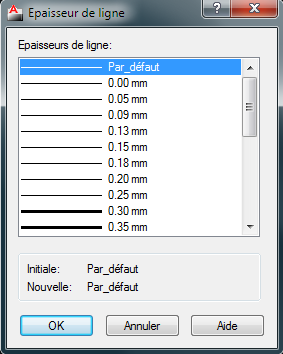 Epaisseur de ligne
Epaisseurs de ligne:
Par_défaut
0.00 mm
0.05 mm
0.09 mm
0.13 mm
0.15 mm
0.18 mm
0.20 mm
0.25 mm
0.30 mm
0.35 mm
Initiale: Par_défaut
Nouvelle: Par_défaut
OK Annuler Aide